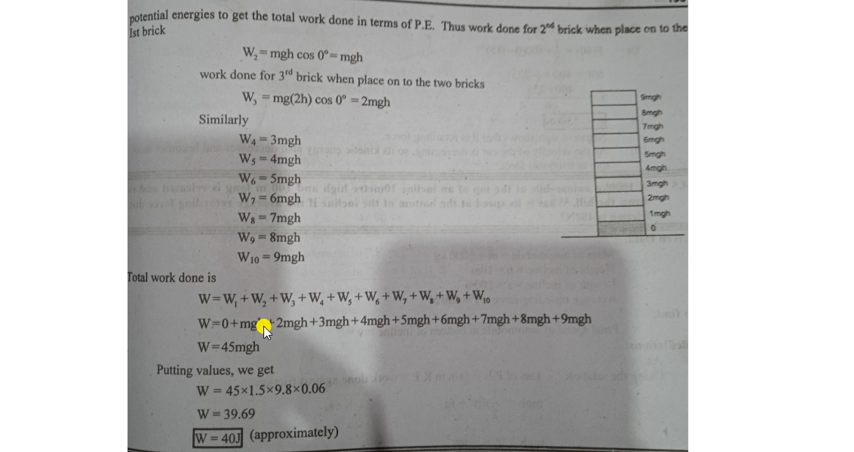 potential energies to get the total work done in terms of P.E. Thus work done for 2nd brick when place on to the
Ist brick
W₂ = mgh cos 0° = mgh
work done for 3rd brick when place on to the two bricks
W₃ = mg(2h) cos 0° = 2mgh
Similarly
W₄ = 3mgh
W₅ = 4mgh
W₆ = 5mgh
W₇ = 6mgh
W₈ = 7mgh
W₉ = 8mgh
W₁₀ = 9mgh
9mgh
8mgh
7mgh
6mgh
5mgh
4mgh
3mgh
2mgh
1mgh
0
Total work done is
W=W₁+W₂+W₃+W₄+W₅+W₆+W₇+W₈+W₉+W₁₀
W=0+mgh+2mgh+3mgh+4mgh+5mgh+6mgh+7mgh+8mgh+9mgh
W=45mgh
Putting values, we get
W = 45×1.5×9.8×0.06
W = 39.69
W = 40J (approximately)